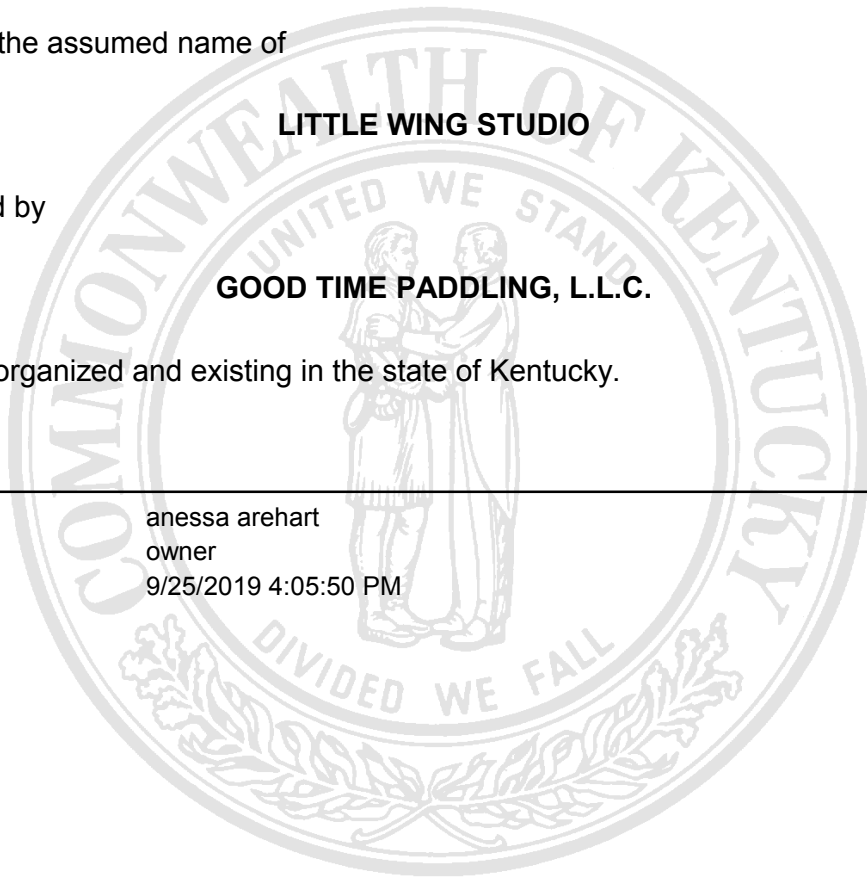 the assumed name of
LITTLE WING STUDIO
d by
GOOD TIME PADDLING, L.L.C.
organized and existing in the state of Kentucky.
anessa arehart
owner
9/25/2019 4:05:50 PM
COMMONWEALTH OF KENTUCKY
UNITED WE STAND
DIVIDED WE FALL